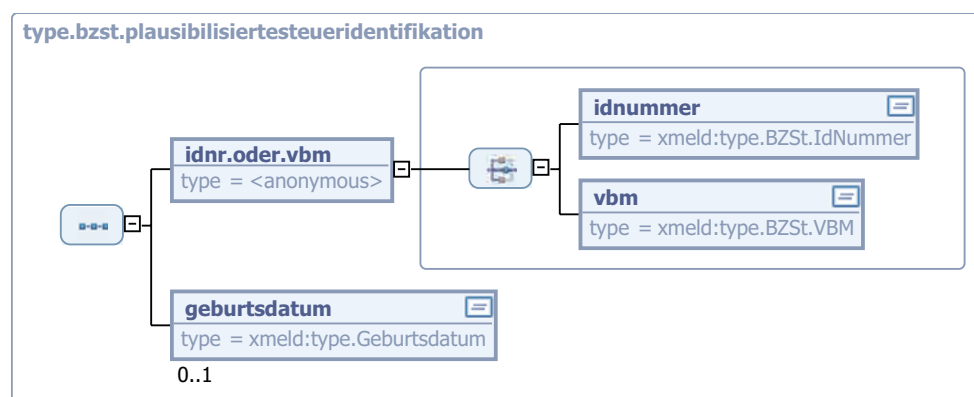 type.bzst.plausibilisiertesteueridentifikation
idnr.oder.vbm
type = <anonymous>
idnummer
type = xmeld:type.BZSt.IdNummer
vbm
type = xmeld:type.BZSt.VBM
geburtsdatum
type = xmeld:type.Geburtsdatum
0..1